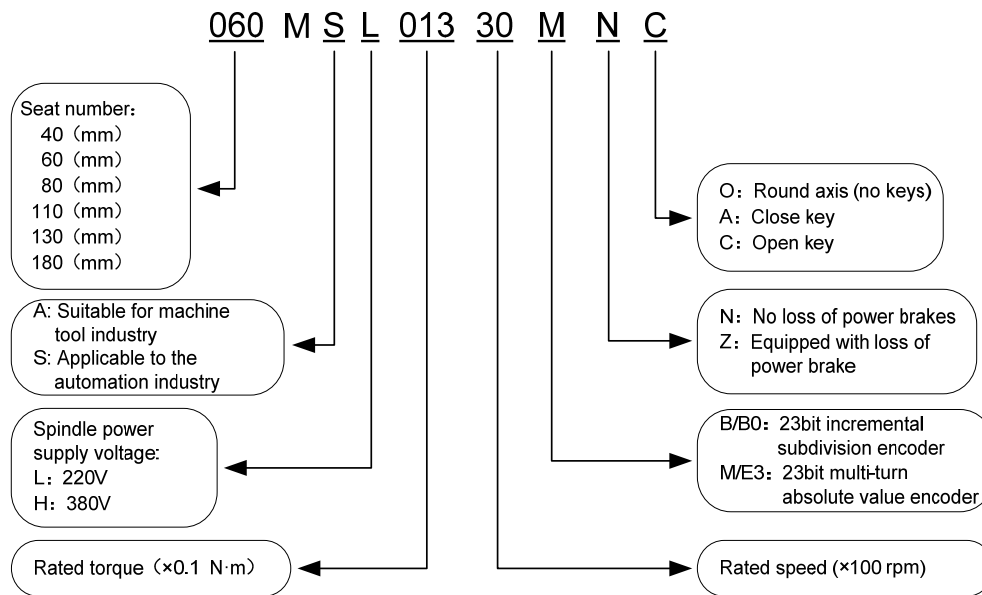 060 M S L 013 30 M N C
Seat number:
40 (mm)
60 (mm)
80 (mm)
110 (mm)
130 (mm)
180 (mm)
A: Suitable for machine
tool industry
S: Applicable to the
automation industry
Spindle power
supply voltage:
L: 220V
H: 380V
Rated torque (×0.1 N·m)
O: Round axis (no keys)
A: Close key
C: Open key
N: No loss of power brakes
Z: Equipped with loss of
power brake
B/B0: 23bit incremental
subdivision encoder
M/E3: 23bit multi-turn
absolute value encoder
Rated speed (×100 rpm)